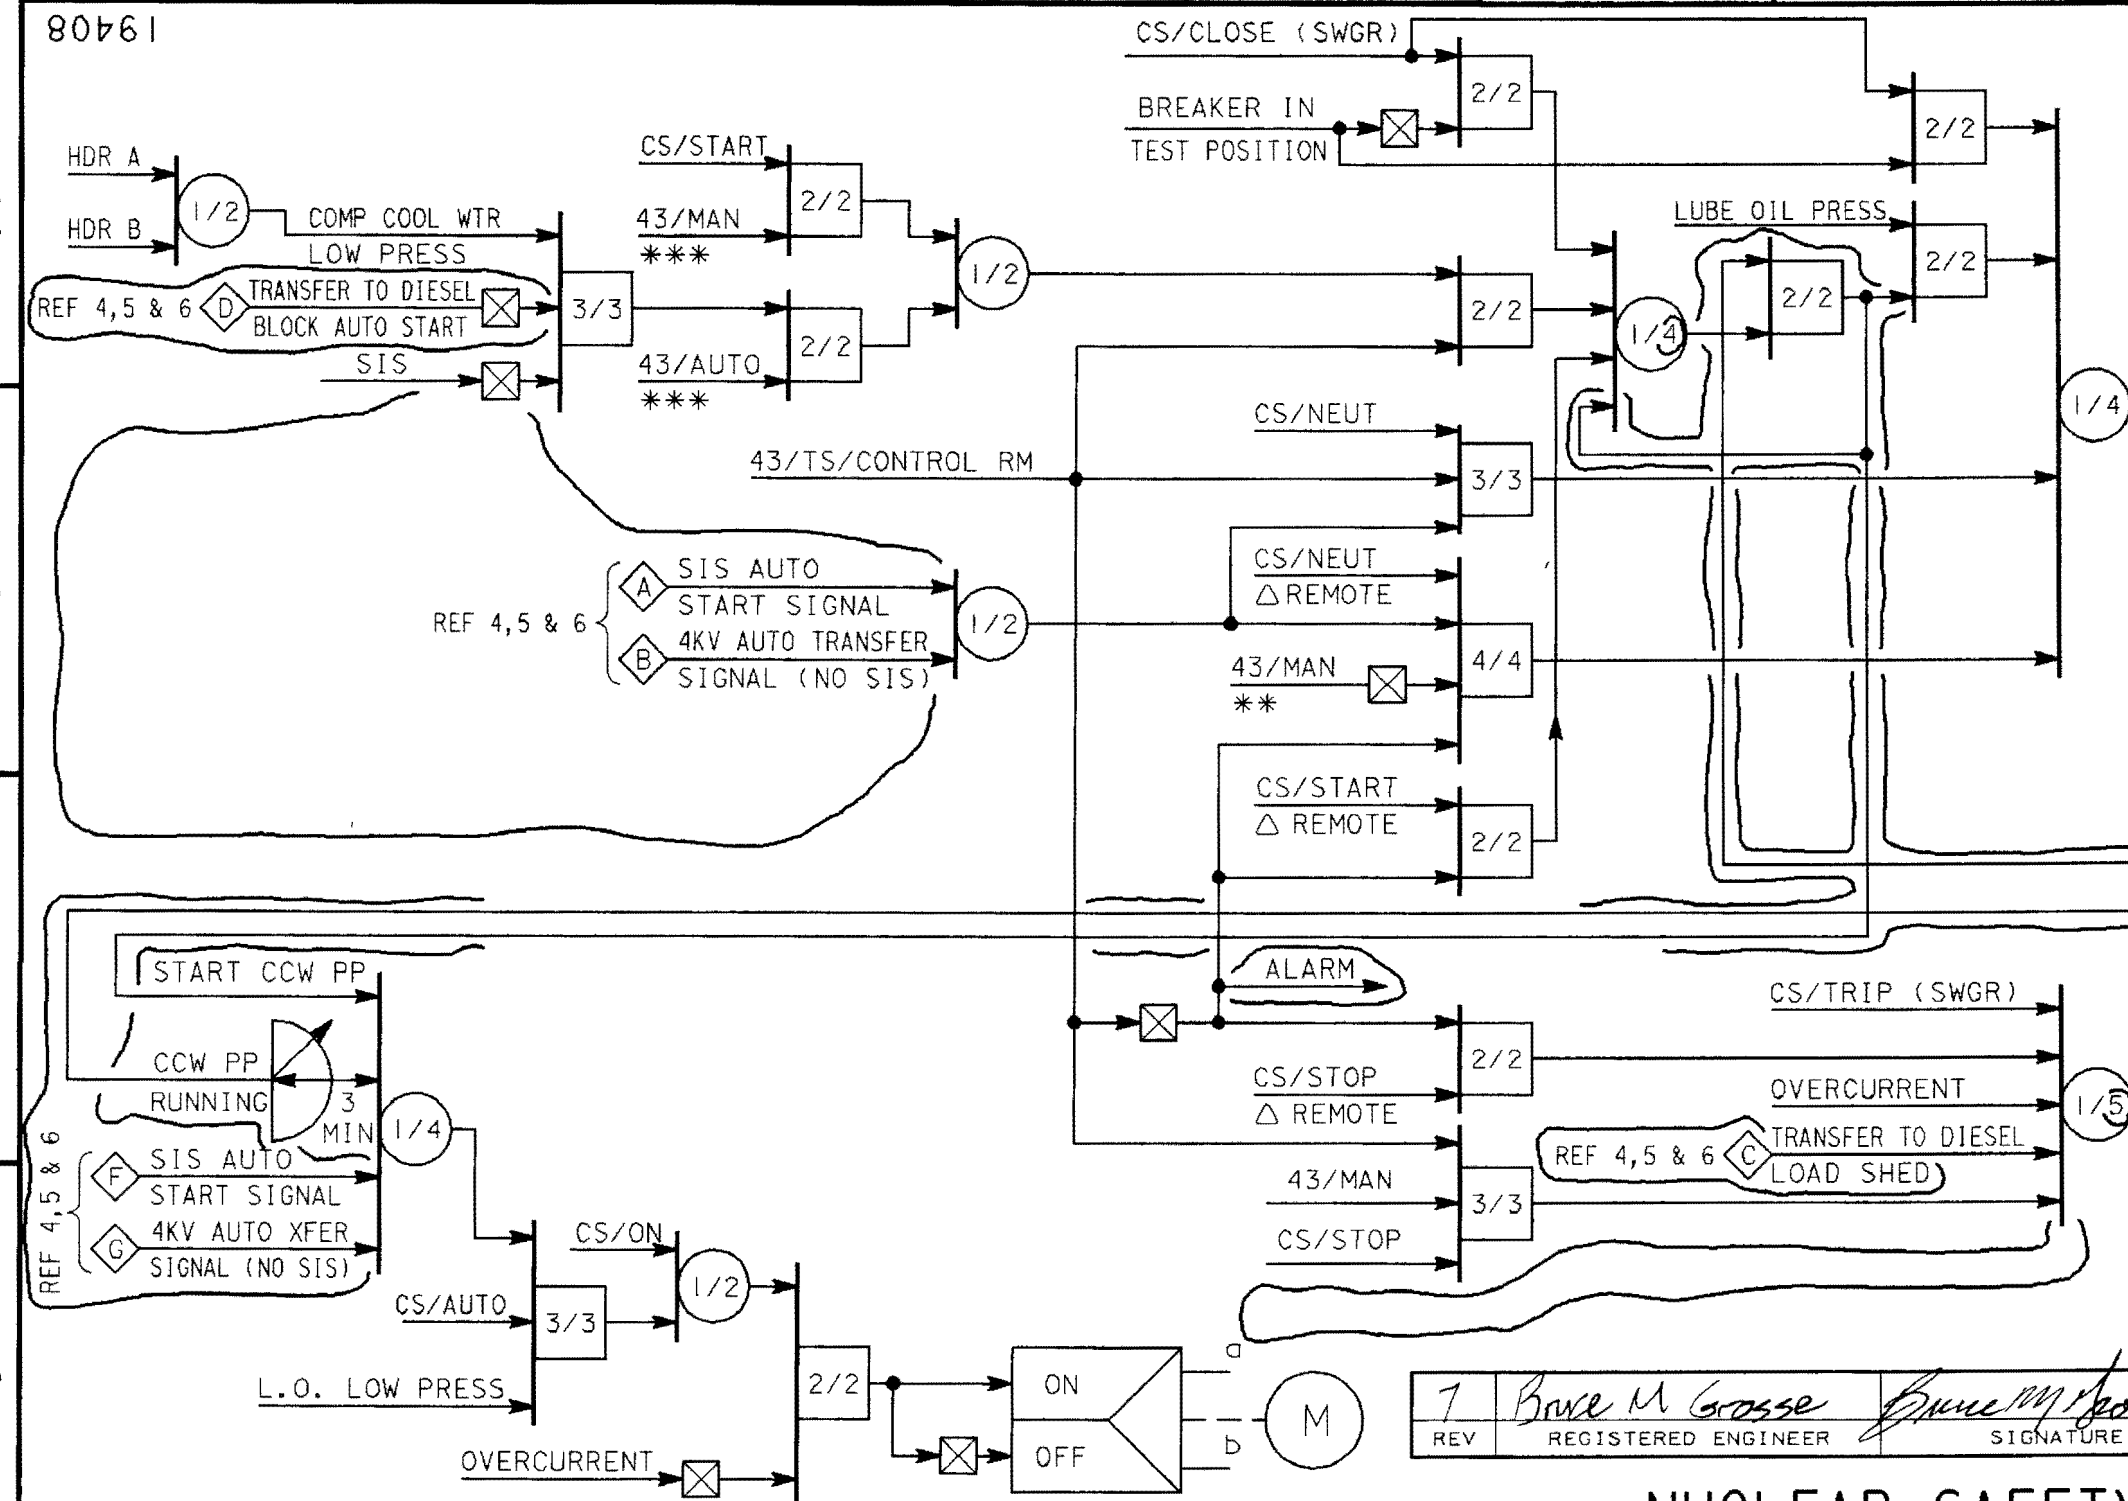 19408
CS/CLOSE (SWGR)
2/2
BREAKER IN
TEST POSITION
2/2
HDR A
HDR B
1/2
COMP COOL WTR
LOW PRESS
REF 4,5 & 6
D
TRANSFER TO DIESEL
BLOCK AUTO START
SIS
3/3
CS/START
43/MAN
***
2/2
43/AUTO
***
2/2
1/2
2/2
LUBE OIL PRESS
2/2
1/4
2/2
1/4
CS/NEUT
43/TS/CONTROL RM
3/3
REF 4,5 & 6
A
SIS AUTO
START SIGNAL
B
4KV AUTO TRANSFER
SIGNAL (NO SIS)
1/2
CS/NEUT
△ REMOTE
43/MAN
**
4/4
CS/START
△ REMOTE
2/2
ALARM
START CCW PP
CCW PP
RUNNING
3
MIN
1/4
REF 4,5 & 6
F
SIS AUTO
START SIGNAL
G
4KV AUTO XFER
SIGNAL (NO SIS)
CS/STOP
△ REMOTE
2/2
43/MAN
CS/STOP
3/3
CS/TRIP (SWGR)
OVERCURRENT
REF 4,5 & 6
C
TRANSFER TO DIESEL
LOAD SHED
1/5
CS/ON
CS/AUTO
L.O. LOW PRESS
3/3
1/2
OVERCURRENT
2/2
ON
OFF
a
b
M
7
Bruce M Grosse
REV
REGISTERED ENGINEER
SIGNATURE
NUCLEAR SAFETY